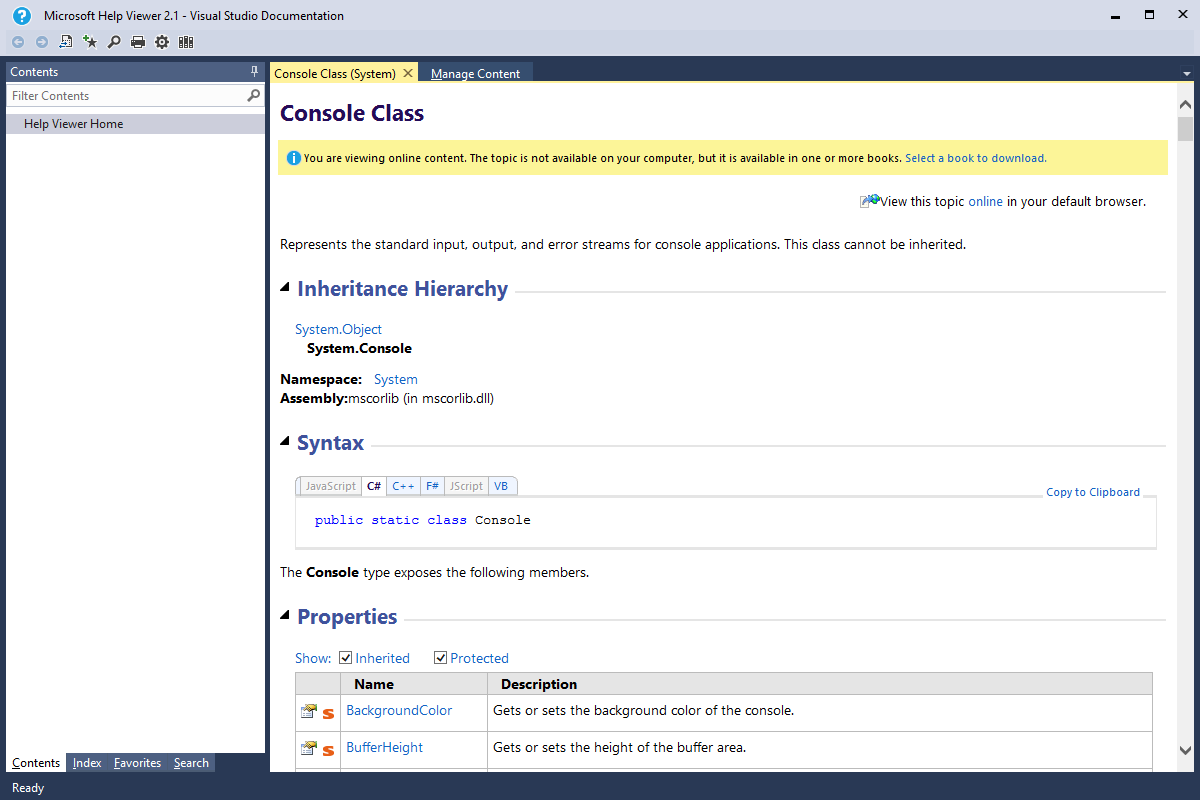 Microsoft Help Viewer 2.1 - Visual Studio Documentation
Contents
Filter Contents
Help Viewer Home
Console Class (System)
Manage Content
Console Class
You are viewing online content. The topic is not available on your computer, but it is available in one or more books. Select a book to download.
View this topic online in your default browser.
Represents the standard input, output, and error streams for console applications. This class cannot be inherited.
Inheritance Hierarchy
System.Object
System.Console
Namespace: System
Assembly:mscorlib (in mscorlib.dll)
Syntax
JavaScript C# C++ F# JScript VB
Copy to Clipboard
public static class Console
The Console type exposes the following members.
Properties
Show: Inherited Protected
Name Description
BackgroundColor Gets or sets the background color of the console.
BufferHeight Gets or sets the height of the buffer area.
Contents Index Favorites Search
Ready